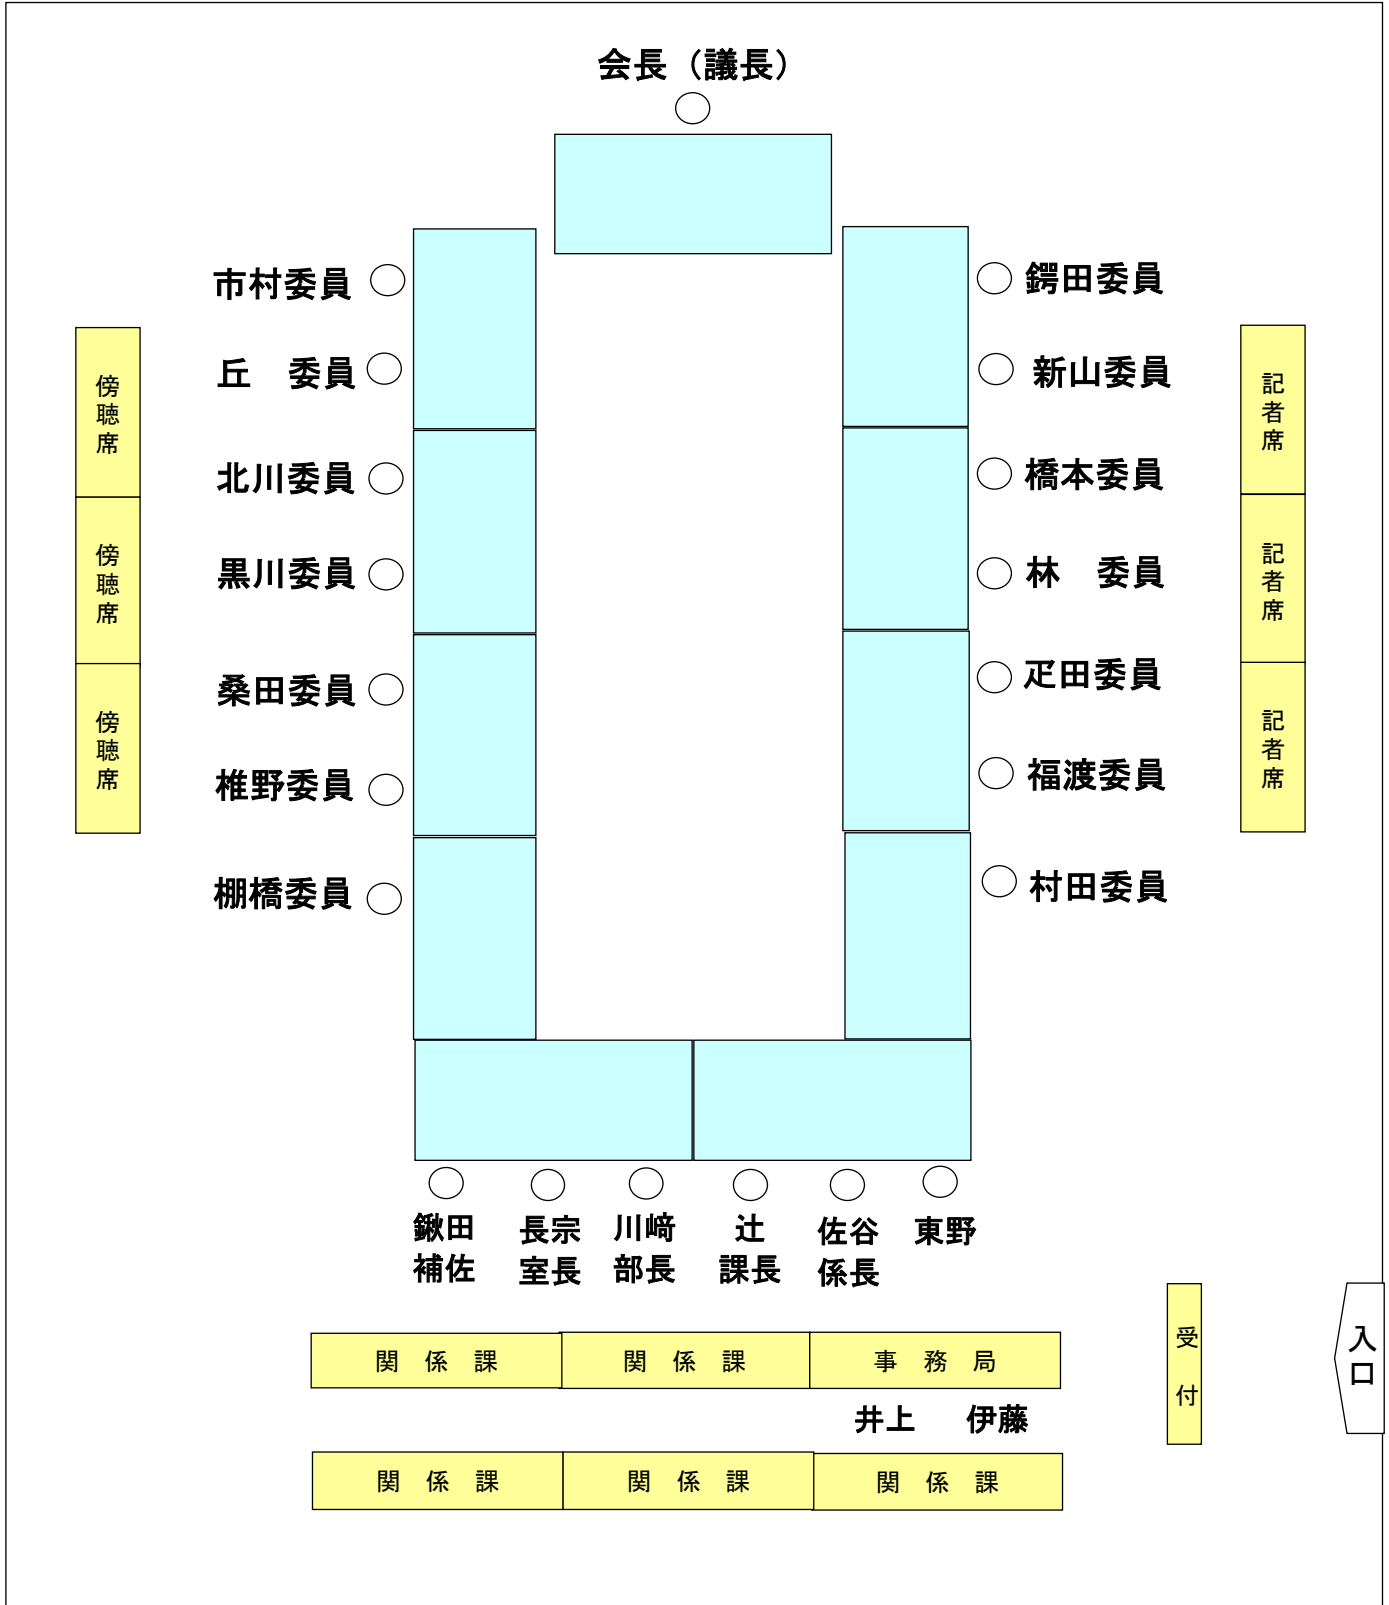 会長（議長）
市村委員
鍔田委員
丘　委員
新山委員
北川委員
橋本委員
黒川委員
林　委員
桑田委員
疋田委員
椎野委員
福渡委員
棚橋委員
村田委員
傍聴席
傍聴席
傍聴席
記者席
記者席
記者席
鍬田
補佐
長宗
室長
川﨑
部長
辻
課長
佐谷
係長
東野
関　係　課
関　係　課
事　務　局
井上　伊藤
関　係　課
関　係　課
関　係　課
受　付
入口